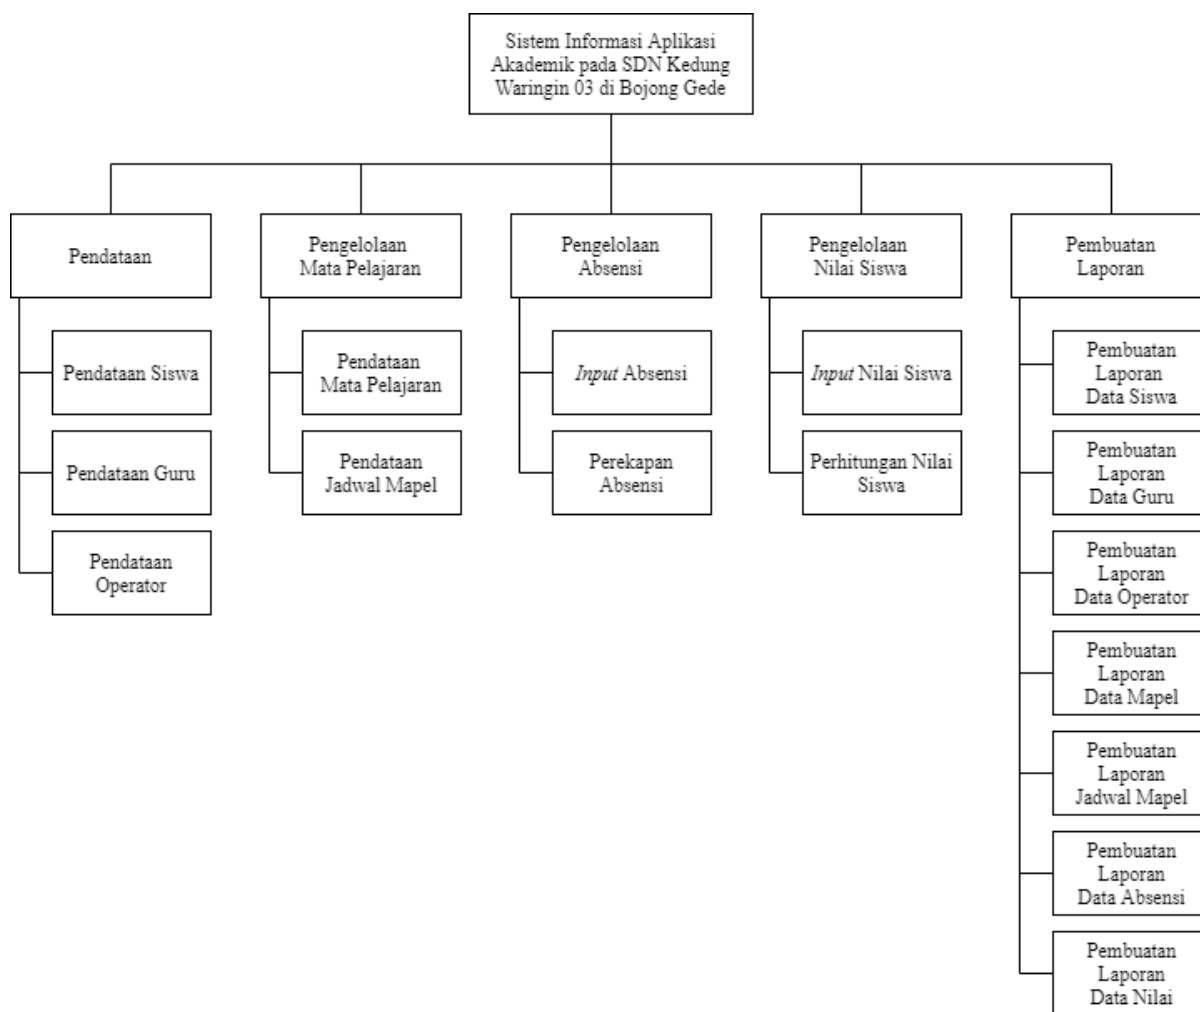 Sistem Informasi Aplikasi
Akademik pada SDN Kedung
Waringin 03 di Bojong Gede
Pendataan
Pengelolaan
Mata Pelajaran
Pengelolaan
Absensi
Pengelolaan
Nilai Siswa
Pembuatan
Laporan
Pendataan Siswa
Pendataan Guru
Pendataan
Operator
Pendataan
Mata Pelajaran
Pendataan
Jadwal Mapel
Input Absensi
Perekapan
Absensi
Input Nilai Siswa
Perhitungan Nilai
Siswa
Pembuatan
Laporan
Data Siswa
Pembuatan
Laporan
Data Guru
Pembuatan
Laporan
Data Operator
Pembuatan
Laporan
Data Mapel
Pembuatan
Laporan
Jadwal Mapel
Pembuatan
Laporan
Data Absensi
Pembuatan
Laporan
Data Nilai